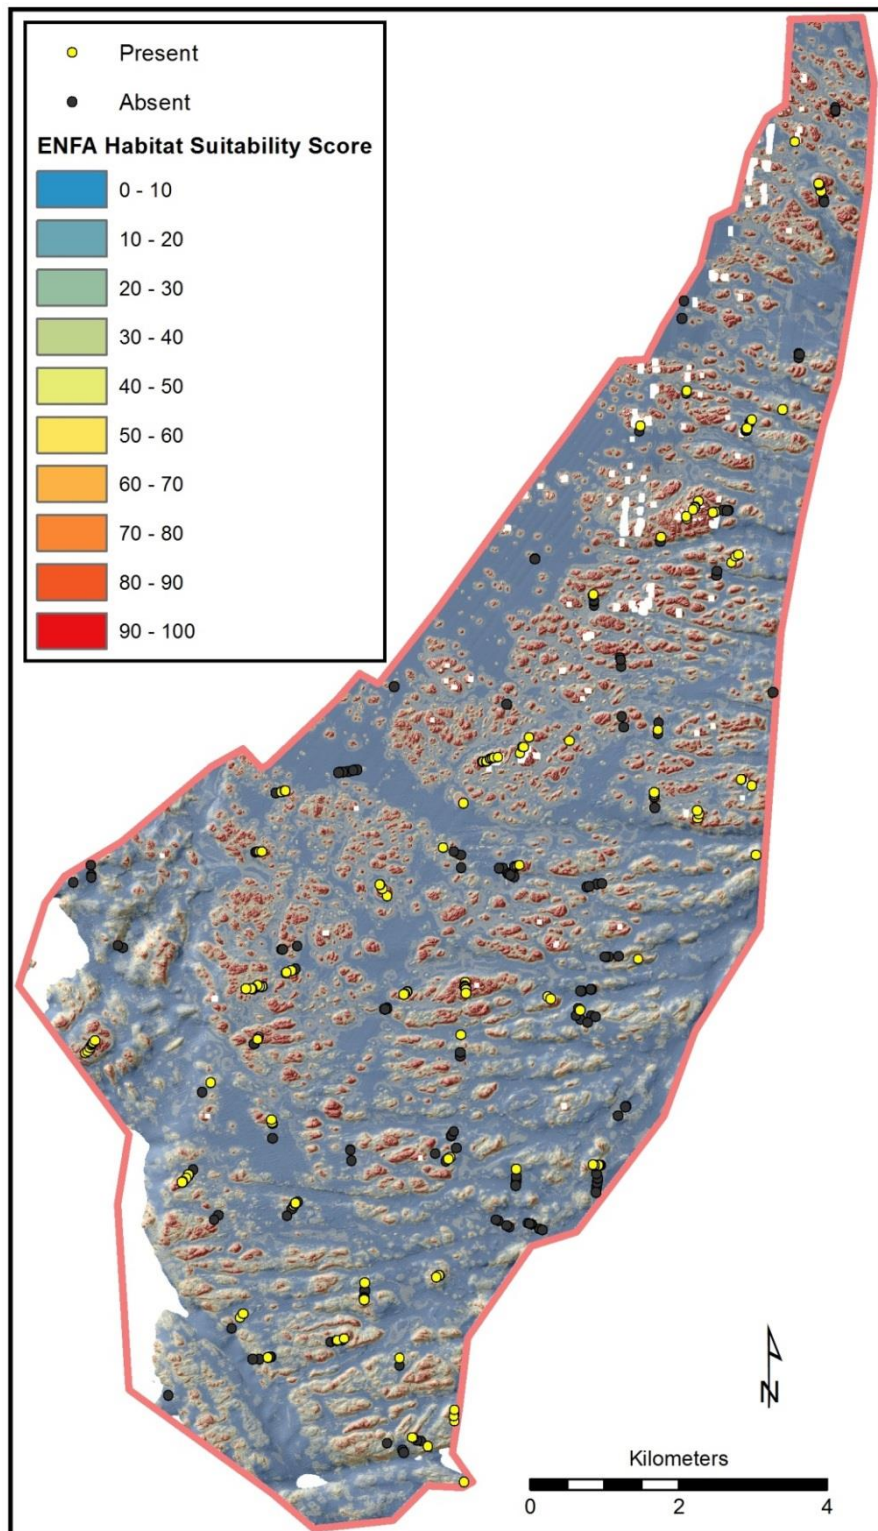 Present
Absent
ENFA Habitat Suitability Score
0 - 10
10 - 20
20 - 30
30 - 40
40 - 50
50 - 60
60 - 70
70 - 80
80 - 90
90 - 100
N
Kilometers
0 2 4